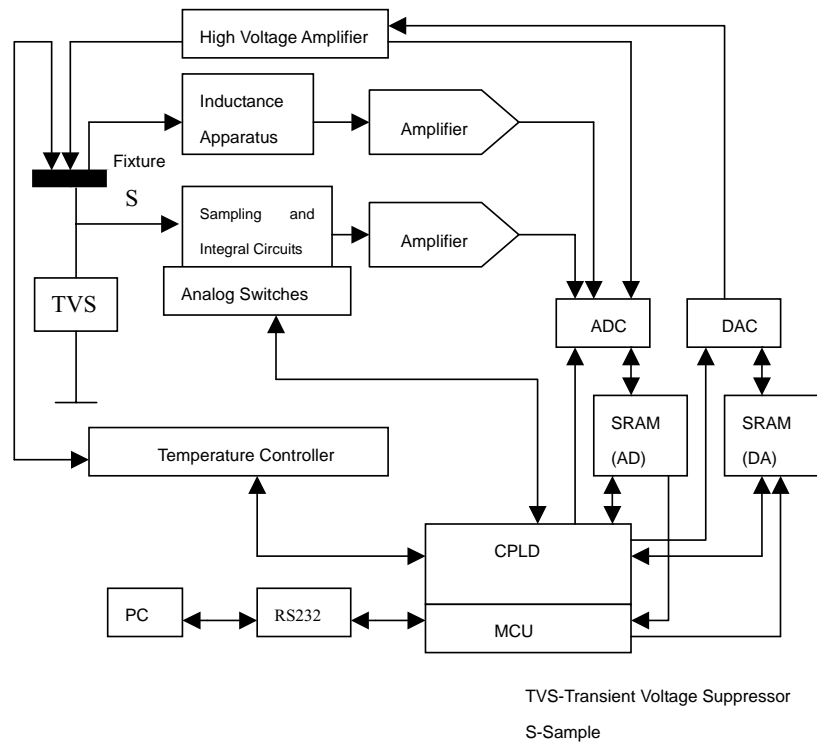 High Voltage Amplifier
Inductance
Apparatus
Amplifier
Fixture
S
Sampling and
Integral Circuits
Amplifier
Analog Switches
TVS
ADC
DAC
SRAM
(AD)
SRAM
(DA)
Temperature Controller
CPLD
PC
RS232
MCU
TVS-Transient Voltage Suppressor
S-Sample